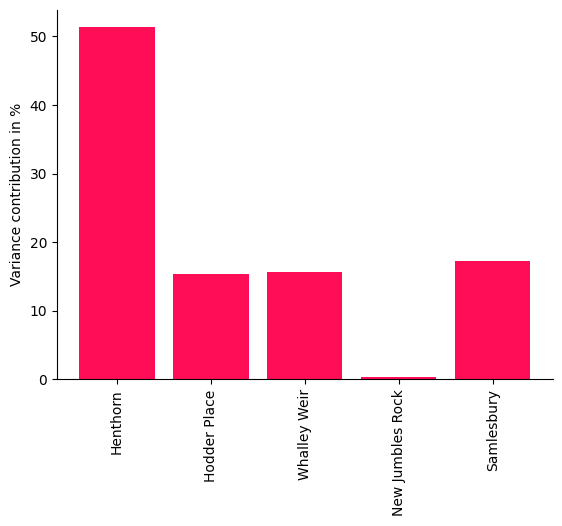 Variance contribution in %
50
40
30
20
10
0
Henthorn
Hodder Place
Whalley Weir
New Jumbles Rock
Samlesbury